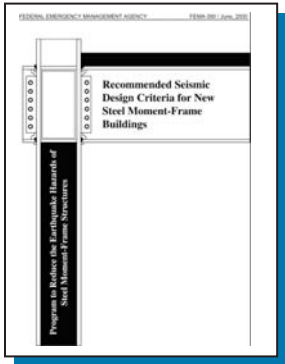 FEDERAL EMERGENCY MANAGEMENT AGENCY FEMA-350 / June, 2000
Recommended Seismic
Design Criteria for New
Steel Moment-Frame
Buildings
Program to Reduce the Earthquake Hazards of
Steel Moment-Frame Structures